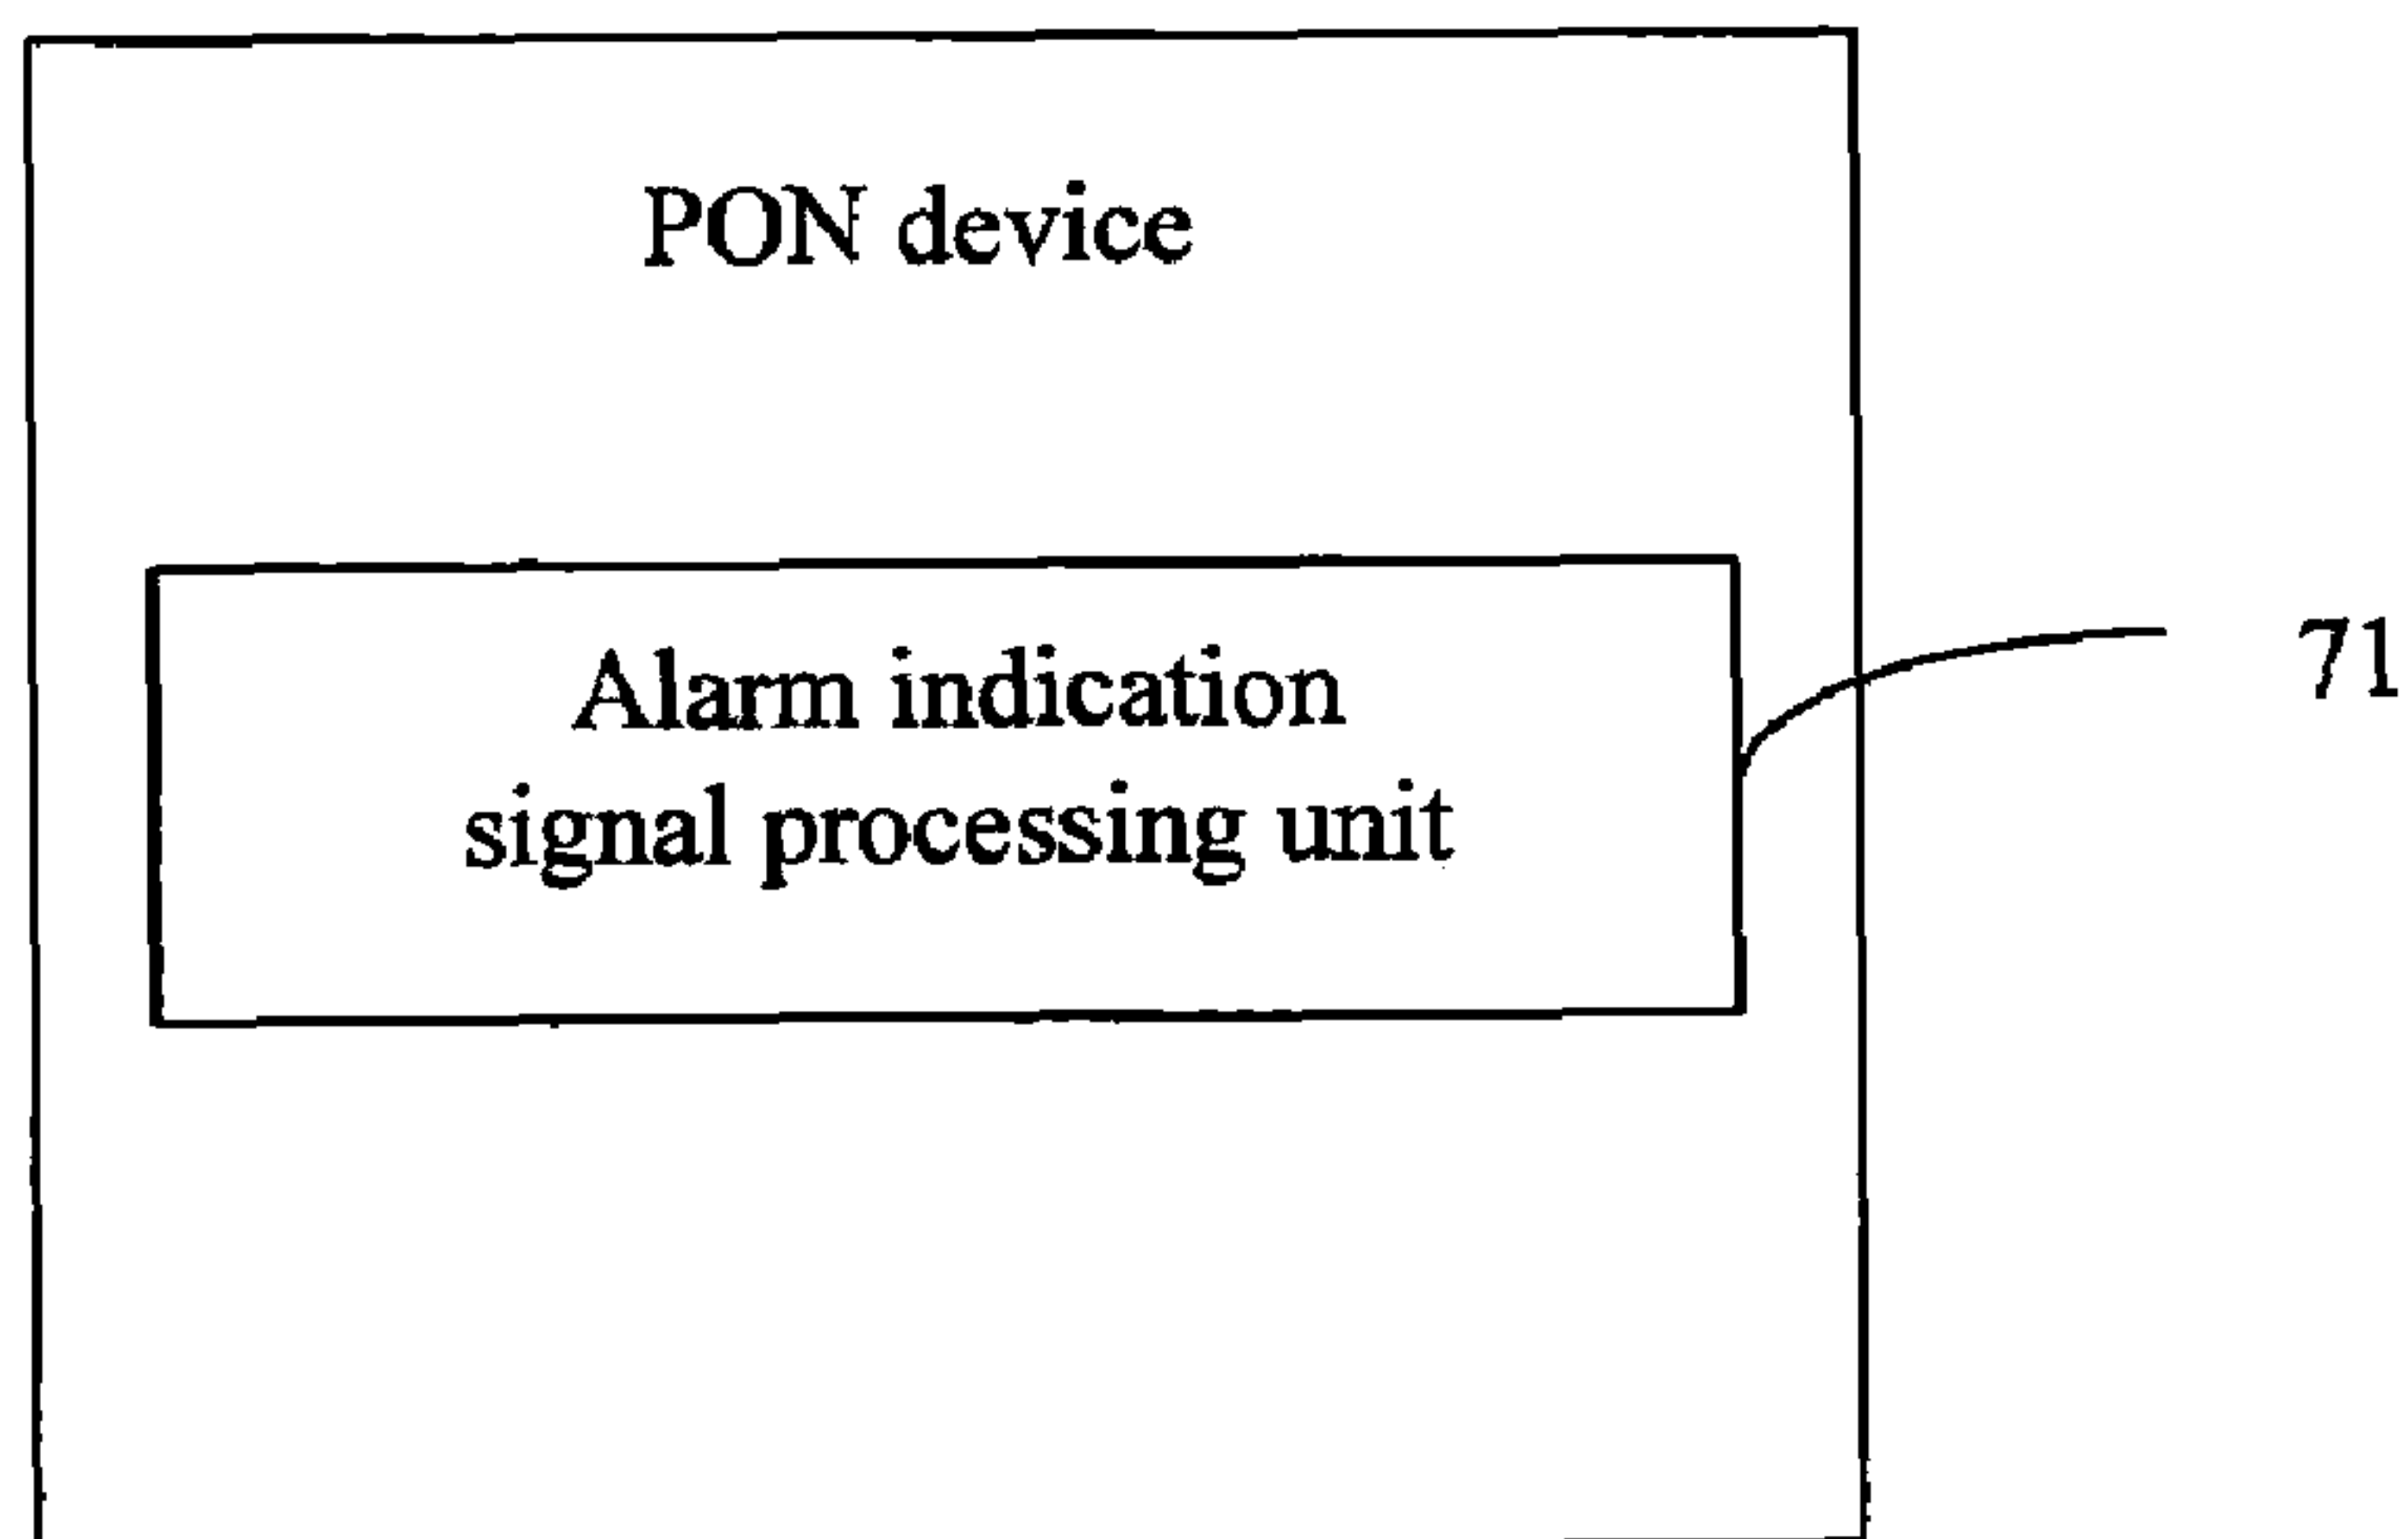 PON device
Alarm indication
signal processing unit
71